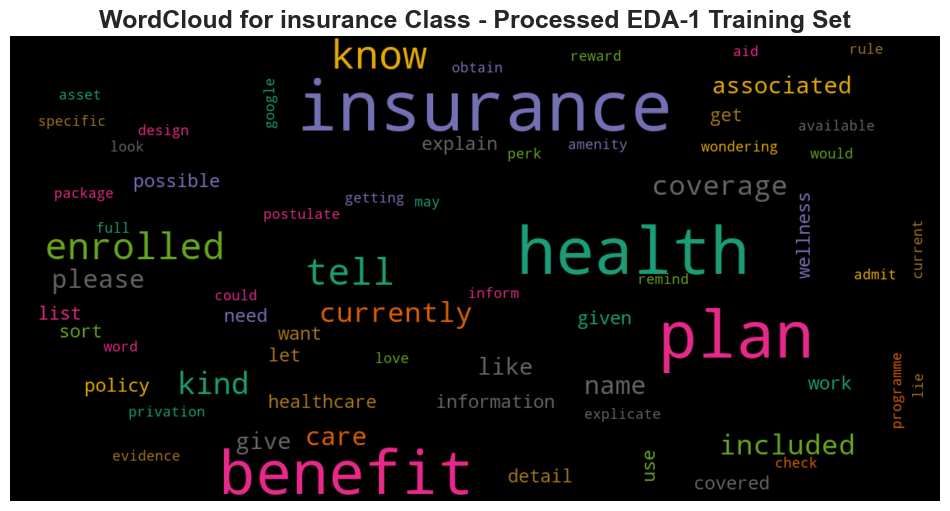 WordCloud for insurance Class - Processed EDA-1 Training Set
know
reward
aid
rule
obtain
insurance
asset
google
associated
specific
design
get
available
look
explain
perk
amenity
wondering
would
possible
coverage
package
getting
may
wellness
postulate
full
current
enrolled
health
please
tell
remind
admit
could
inform
list
need
currently
given
plan
sort
want
word
let
love
like
policy
kind
name
work
programme
lie
healthcare
information
privation
explicate
give
care
included
evidence
benefit
detail
use
check
covered